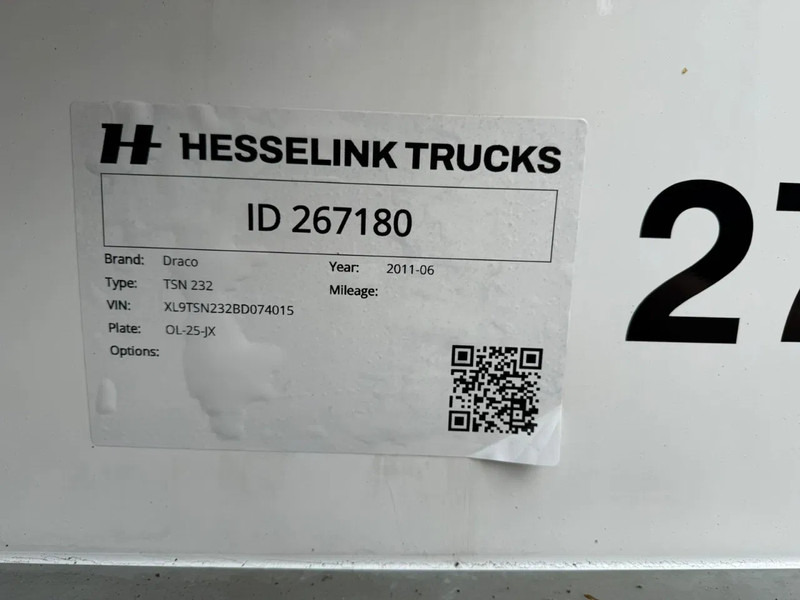 H HESSELINK TRUCKS
ID 267180
Brand: Draco
Year: 2011-06
Type: TSN 232
Mileage:
VIN: XL9TSN232BD074015
Plate: OL-25-JX
Options:
27